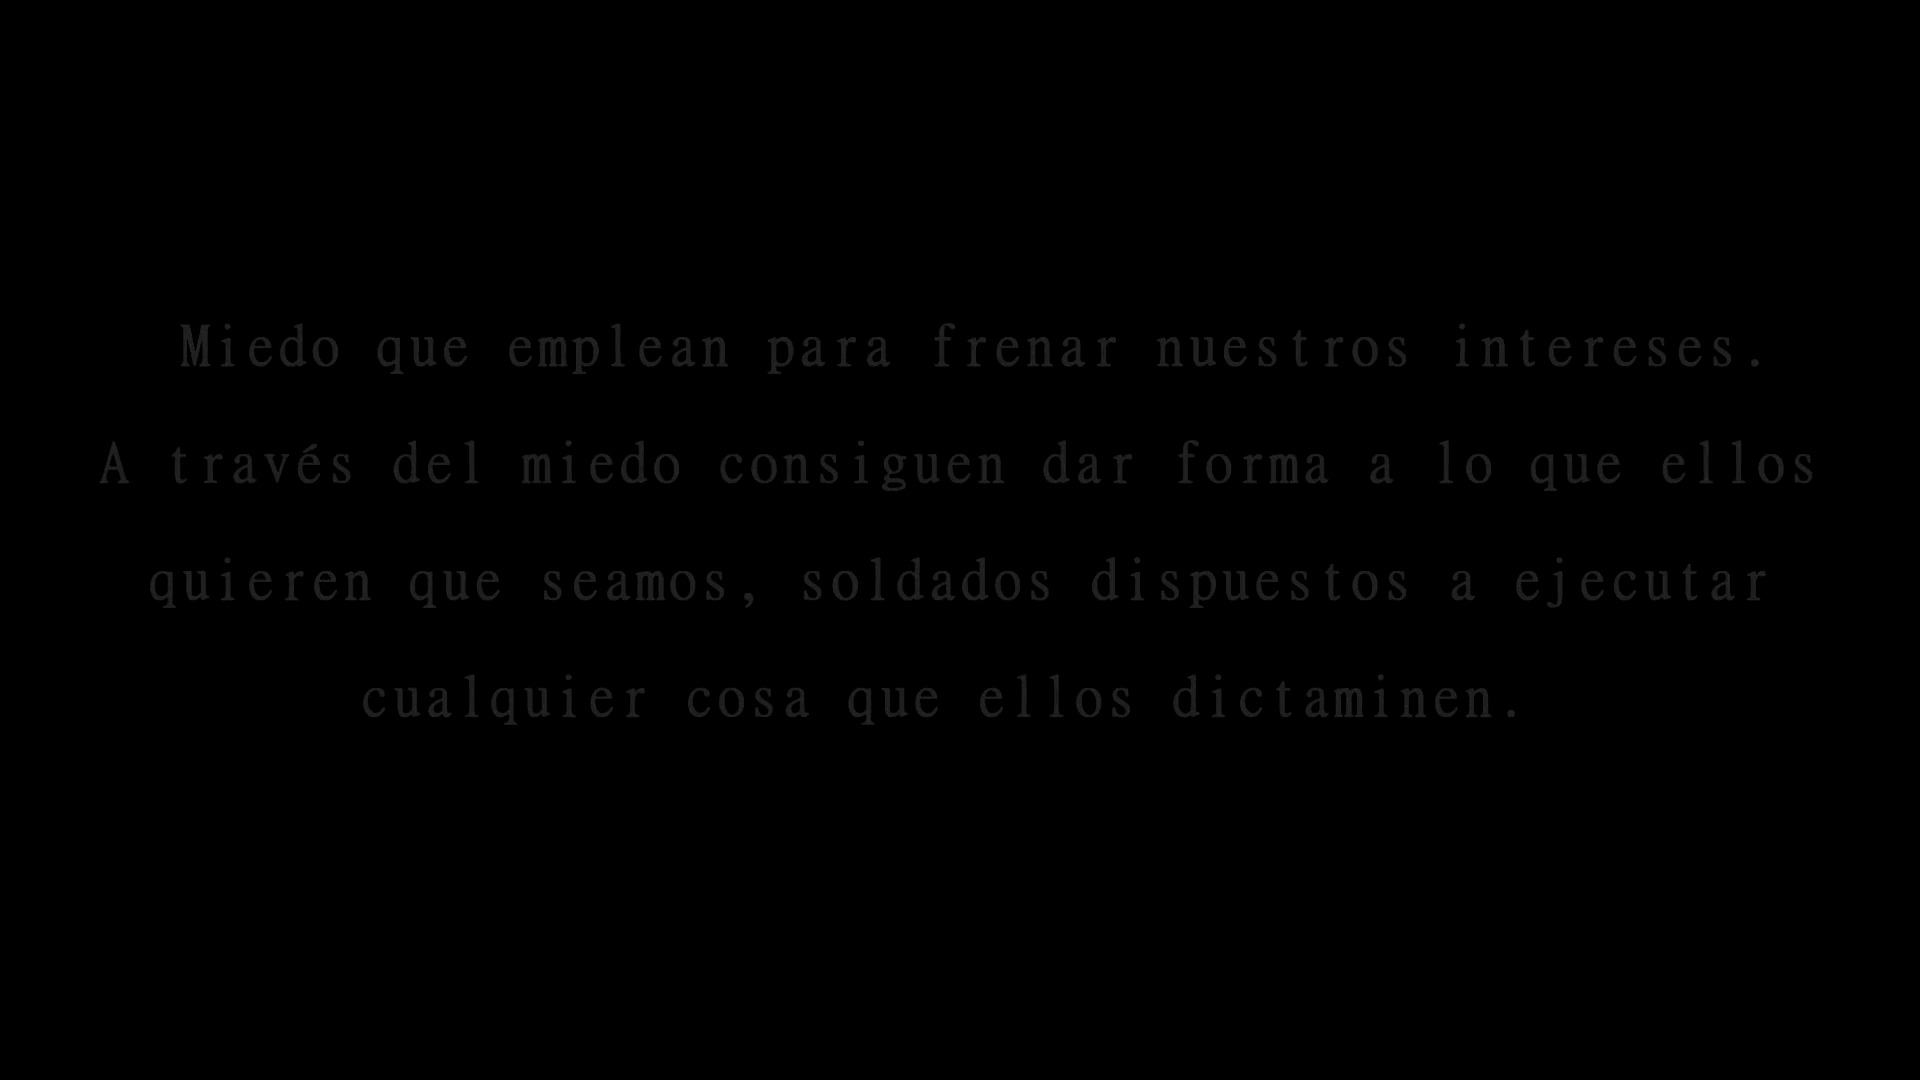 Miedo que emplean para frenar nuestros intereses.
A través del miedo consiguen dar forma a lo que ellos
quieren que seamos, soldados dispuestos a ejecutar
cualquier cosa que ellos dictaminen.